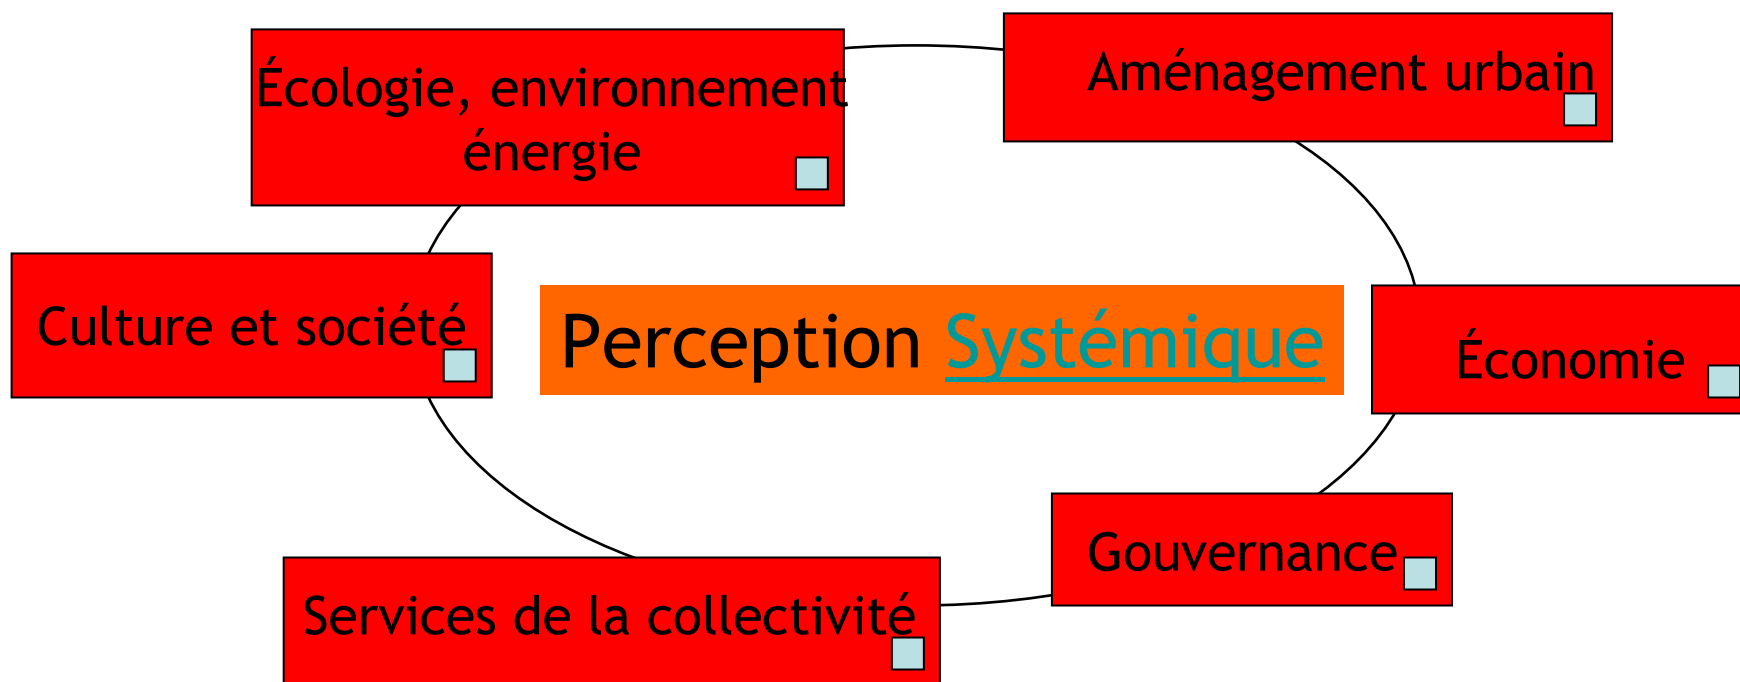 Écologie, environnement
énergie
Aménagement urbain
Culture et société
Perception Systémique
Économie
Gouvernance
Services de la collectivité